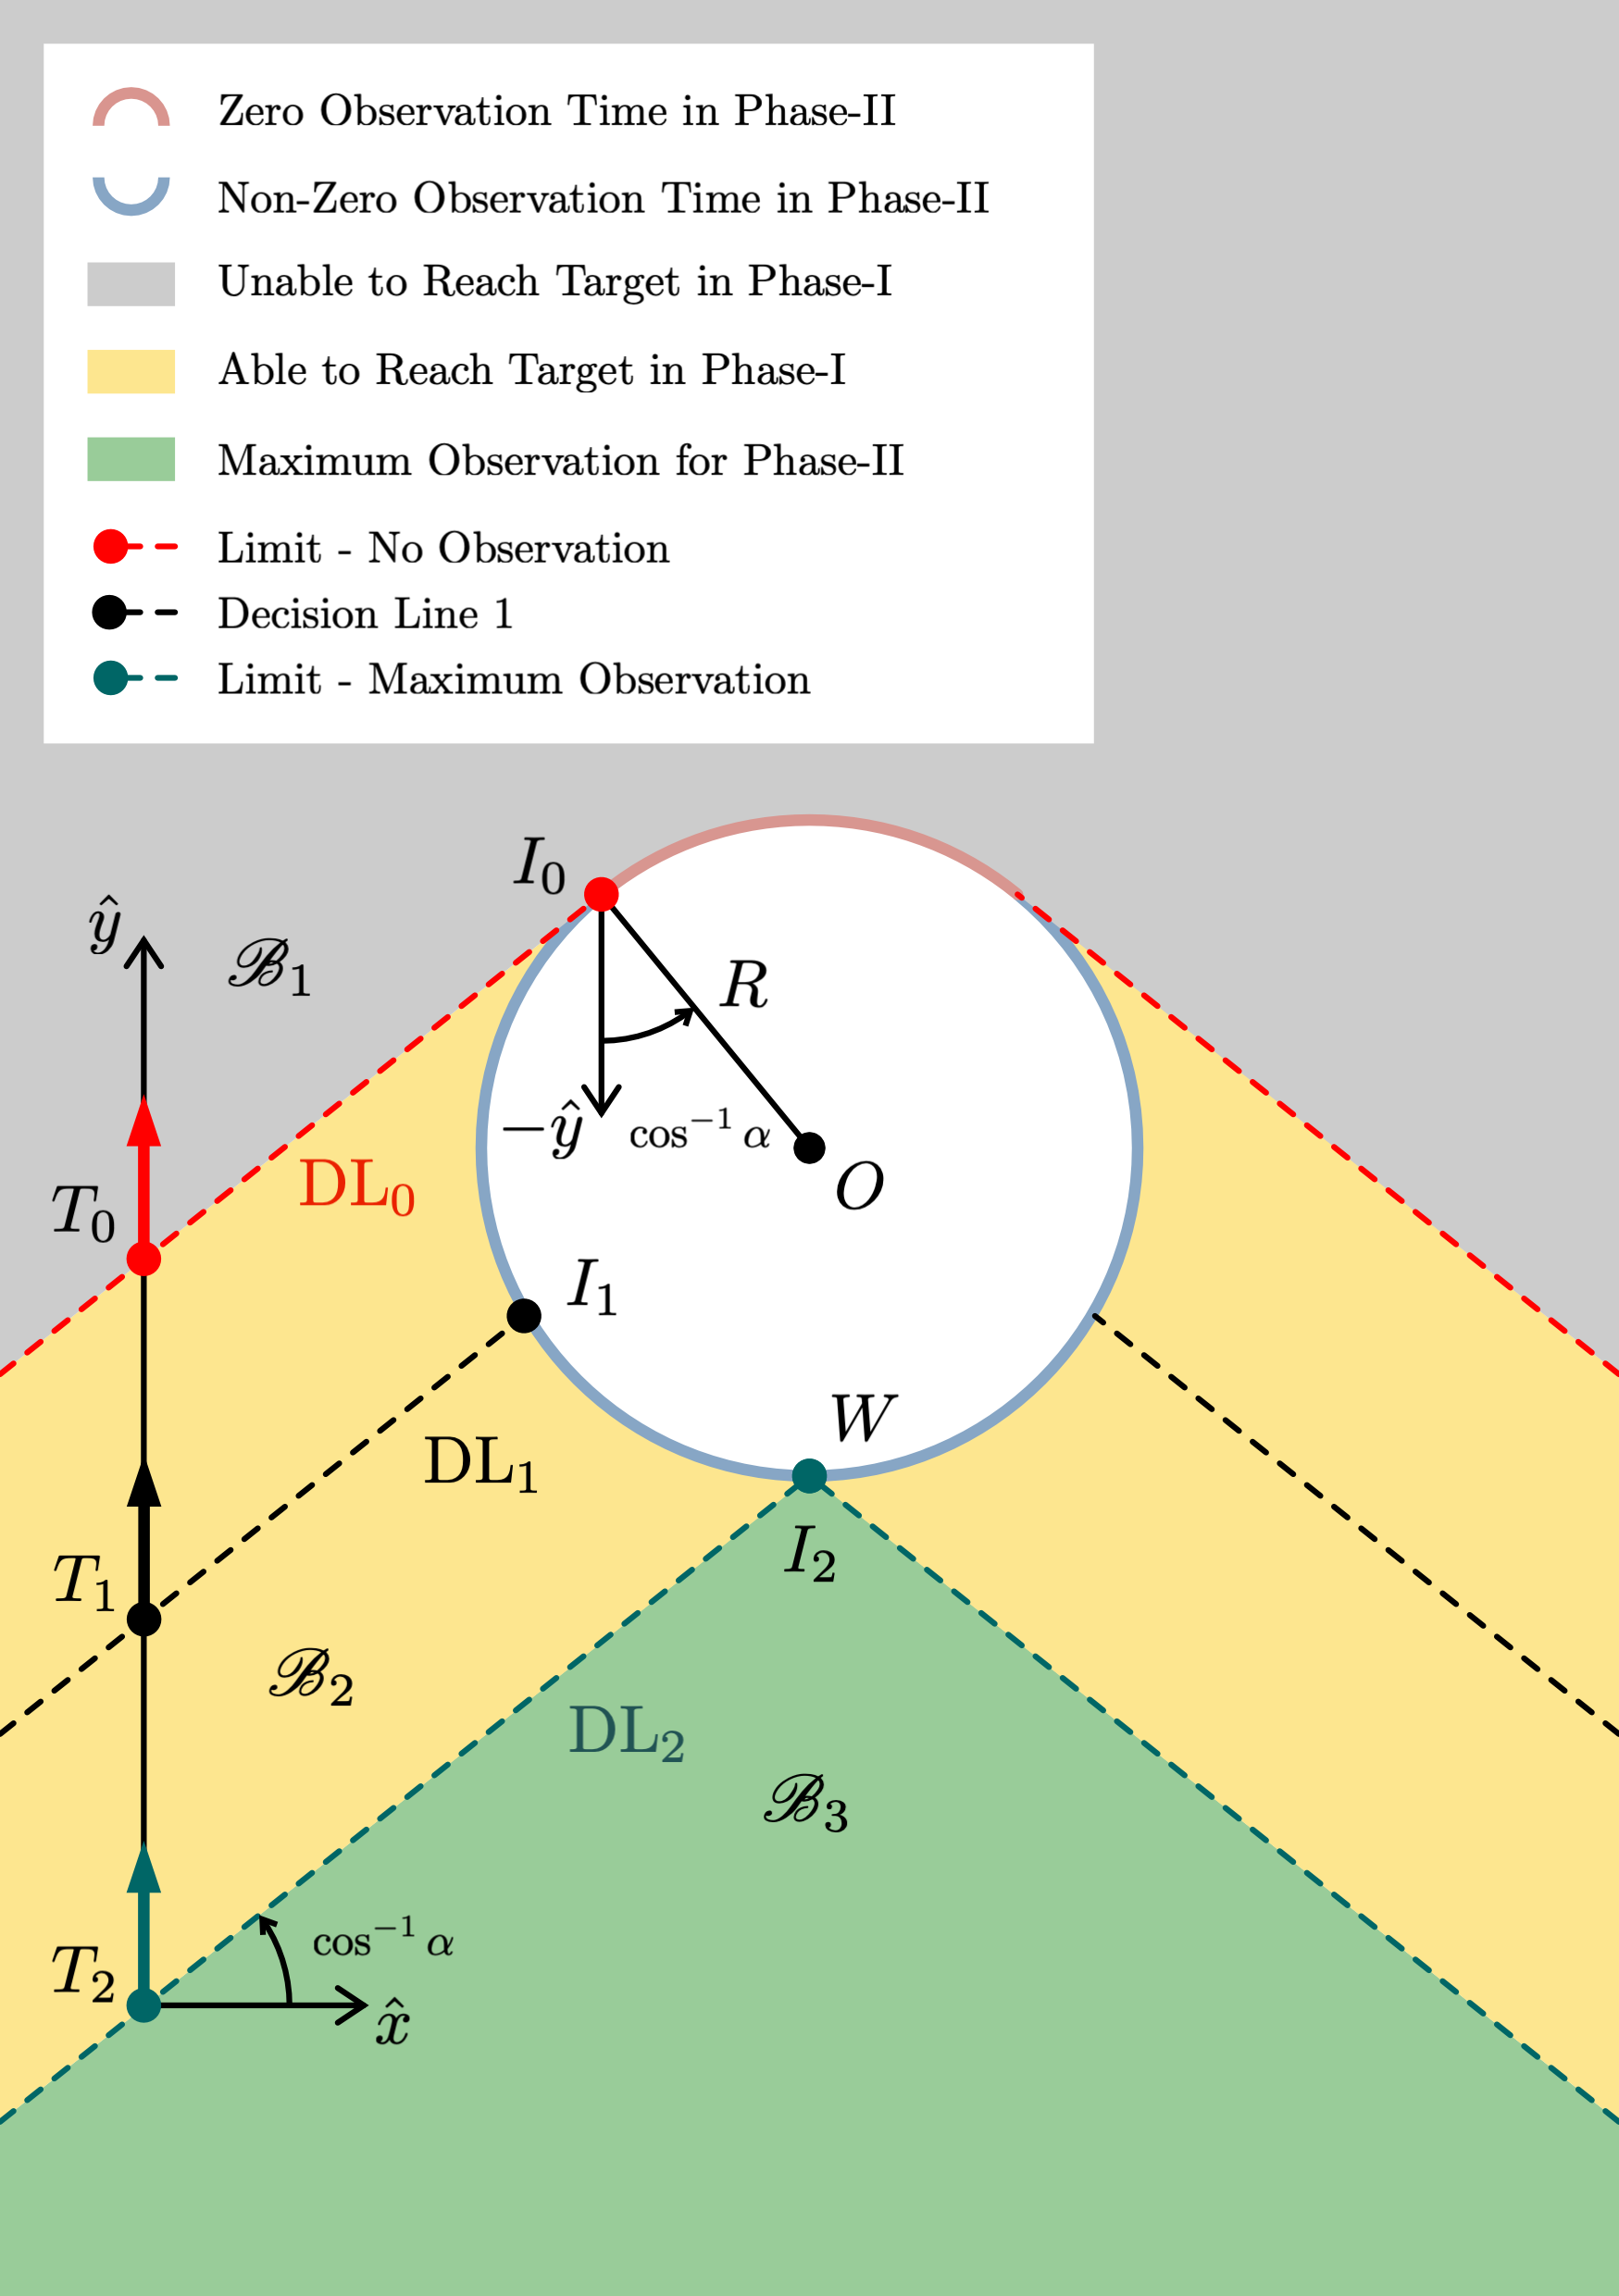 Zero Observation Time in Phase-II
Non-Zero Observation Time in Phase-II
Unable to Reach Target in Phase-I
Able to Reach Target in Phase-I
Maximum Observation for Phase-II
Limit - No Observation
Decision Line 1
Limit - Maximum Observation
I₀
ŷ
ℬ₁
R
−ŷ
cos⁻¹ α
O
DL₀
T₀
I₁
W
DL₁
I₂
T₁
ℬ₂
DL₂
ℬ₃
cos⁻¹ α
T₂
x̂